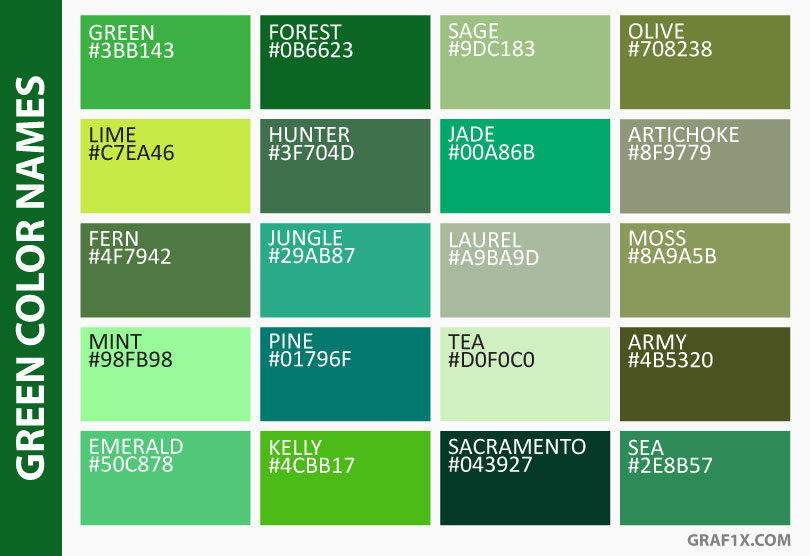 GREEN COLOR NAMES
GREEN
#3BB143
FOREST
#0B6623
SAGE
#9DC183
OLIVE
#708238
LIME
#C7EA46
HUNTER
#3F704D
JADE
#00A86B
ARTICHOKE
#8F9779
FERN
#4F7942
JUNGLE
#29AB87
LAUREL
#A9BA9D
MOSS
#8A9A5B
MINT
#98FB98
PINE
#01796F
TEA
#D0F0C0
ARMY
#4B5320
EMERALD
#50C878
KELLY
#4CBB17
SACRAMENTO
#043927
SEA
#2E8B57
GRAF1X.COM